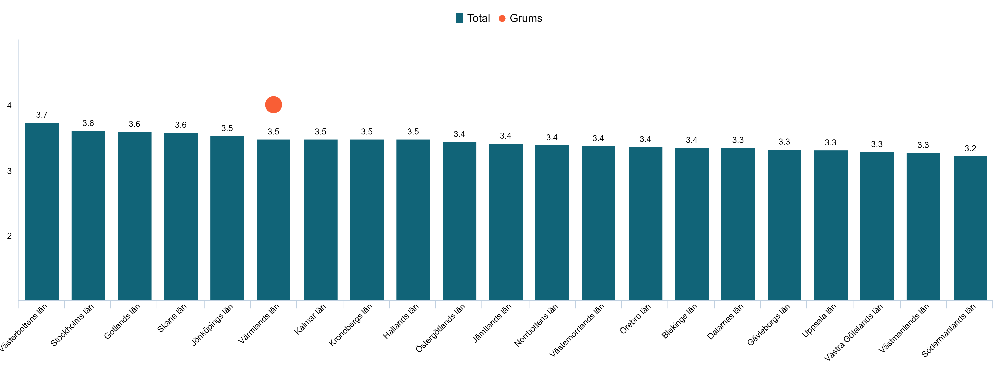 Total Grums
4
3
2
3.7 3.6 3.6 3.6 3.5 3.5 3.5 3.5 3.5 3.4 3.4 3.4 3.4 3.4 3.4 3.3 3.3 3.3 3.3 3.3 3.2
Västerbottens län
Stockholms län
Gotlands län
Skåne län
Jönköpings län
Värmlands län
Kalmar län
Kronobergs län
Hallands län
Östergötlands län
Jämtlands län
Norrbottens län
Västernorrlands län
Örebro län
Blekinge län
Dalarnas län
Gävleborgs län
Uppsala län
Västra Götalands län
Västmanlands län
Södermanlands län